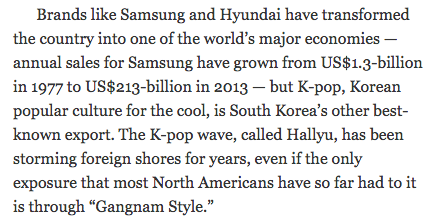 Brands like Samsung and Hyundai have transformed
the country into one of the world’s major economies —
annual sales for Samsung have grown from US$1.3-billion
in 1977 to US$213-billion in 2013 — but K-pop, Korean
popular culture for the cool, is South Korea’s other best-
known export. The K-pop wave, called Hallyu, has been
storming foreign shores for years, even if the only
exposure that most North Americans have so far had to it
is through “Gangnam Style.”